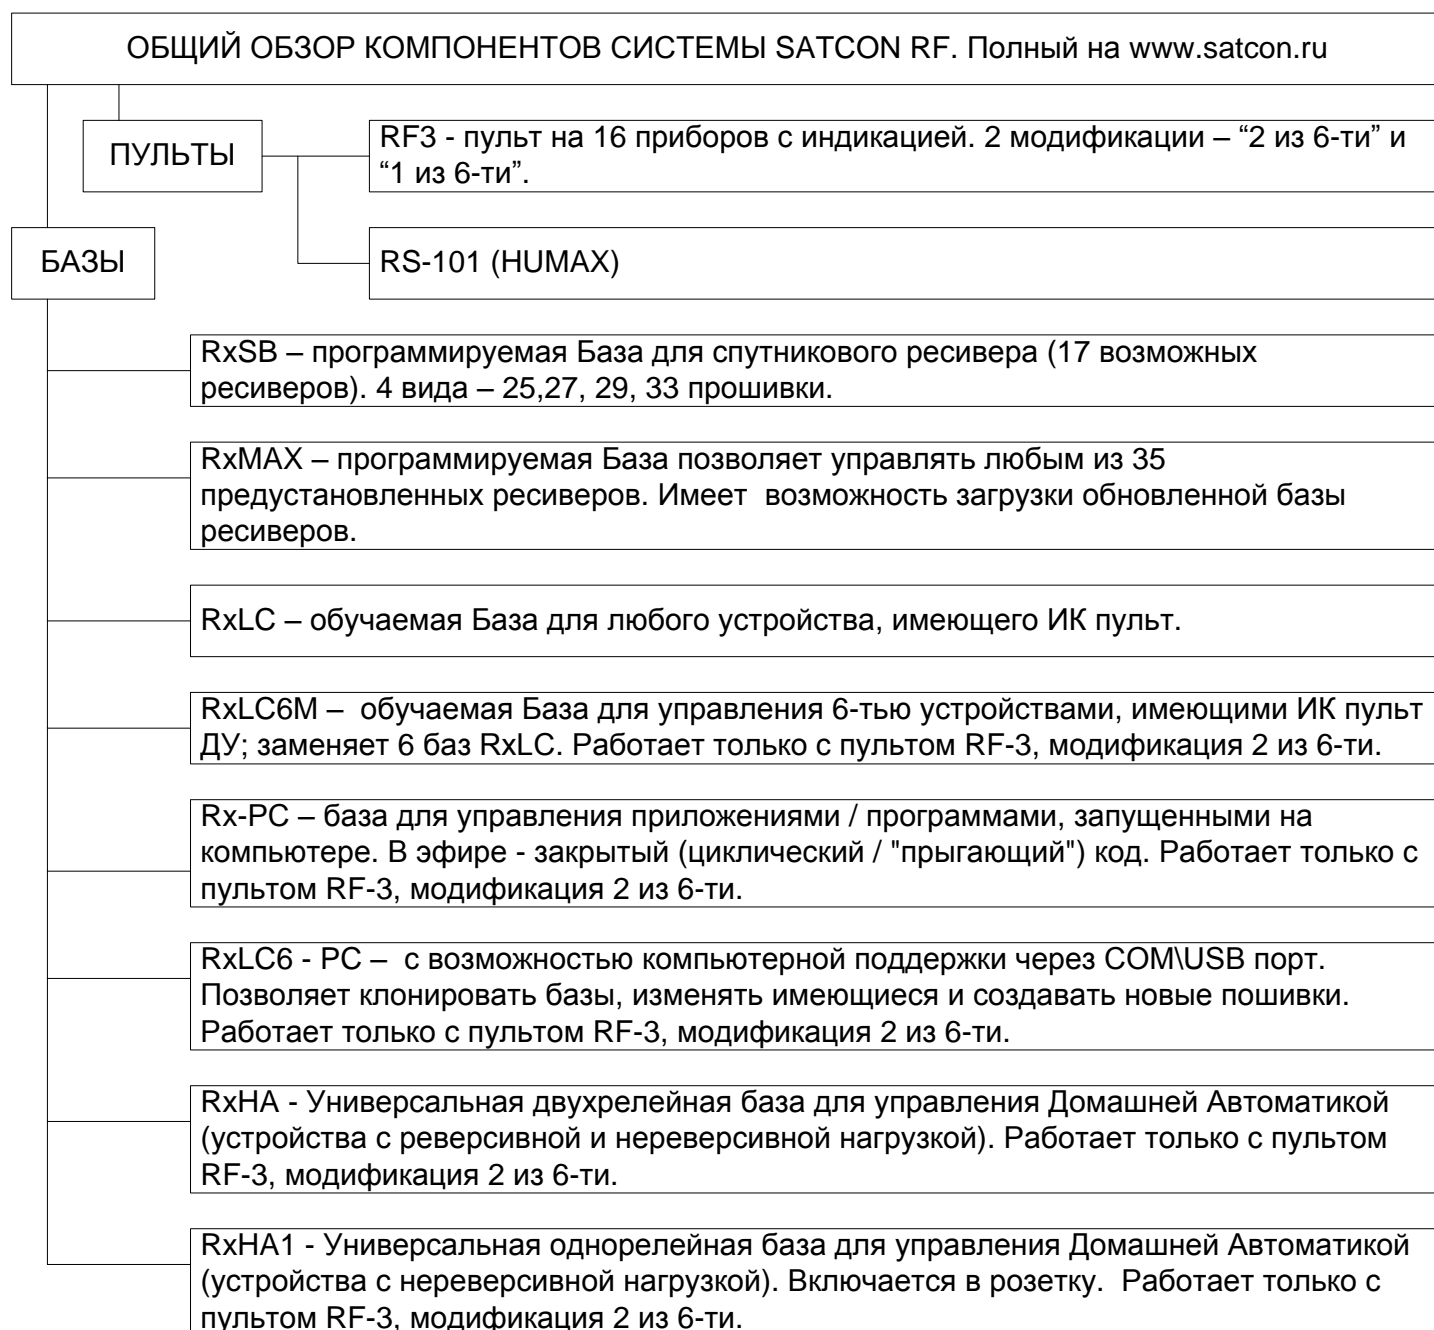 ОБЩИЙ ОБЗОР КОМПОНЕНТОВ СИСТЕМЫ SATCON RF. Полный на www.satcon.ru
ПУЛЬТЫ
RF3 - пульт на 16 приборов с индикацией. 2 модификации – “2 из 6-ти” и
“1 из 6-ти”.
БАЗЫ
RS-101 (HUMAX)
RxSB – программируемая База для спутникового ресивера (17 возможных
ресиверов). 4 вида – 25,27, 29, 33 прошивки.
RxMAX – программируемая База позволяет управлять любым из 35
предустановленных ресиверов. Имеет  возможность загрузки обновленной базы
ресиверов.
RxLC – обучаемая База для любого устройства, имеющего ИК пульт.
RxLC6M –  обучаемая База для управления 6-тью устройствами, имеющими ИК пульт
ДУ; заменяет 6 баз RxLC. Работает только с пультом RF-3, модификация 2 из 6-ти.
Rx-PC – база для управления приложениями / программами, запущенными на
компьютере. В эфире - закрытый (циклический / "прыгающий") код. Работает только с
пультом RF-3, модификация 2 из 6-ти.
RxLC6 - PC –  с возможностью компьютерной поддержки через COM\USB порт.
Позволяет клонировать базы, изменять имеющиеся и создавать новые пошивки.
Работает только с пультом RF-3, модификация 2 из 6-ти.
RxHA - Универсальная двухрелейная база для управления Домашней Автоматикой
(устройства с реверсивной и нереверсивной нагрузкой). Работает только с пультом
RF-3, модификация 2 из 6-ти.
RxHA1 - Универсальная однорелейная база для управления Домашней Автоматикой
(устройства с нереверсивной нагрузкой). Включается в розетку.  Работает только с
пультом RF-3, модификация 2 из 6-ти.